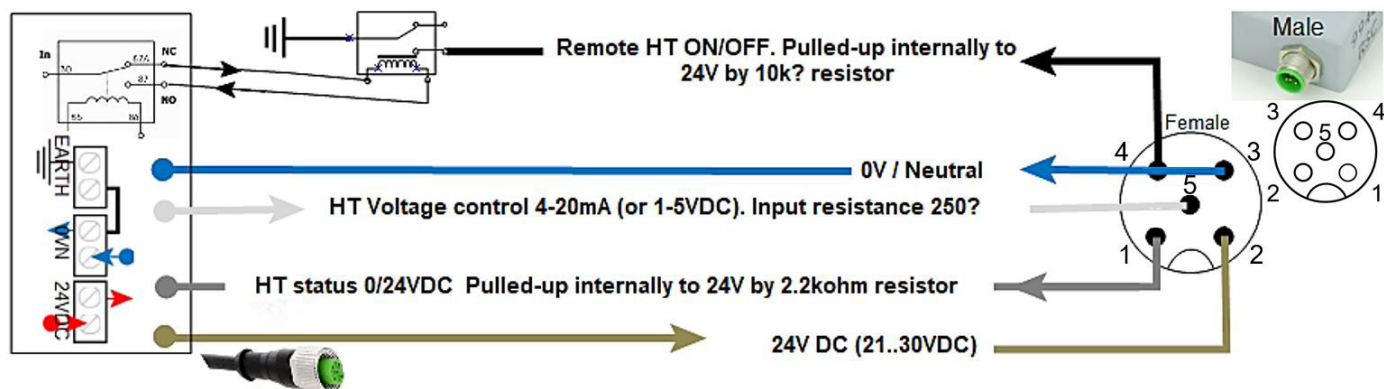 Male
In
30
87A
NC
87
NO
86
Remote HT ON/OFF. Pulled-up internally to
24V by 10k? resistor
3
4
5
2
1
Female
4
3
5
1
2
EARTH
0V / Neutral
HT Voltage control 4-20mA (or 1-5VDC). Input resistance 250?
0VN
HT status 0/24VDC Pulled-up internally to 24V by 2.2kohm resistor
24VDC
24V DC (21..30VDC)